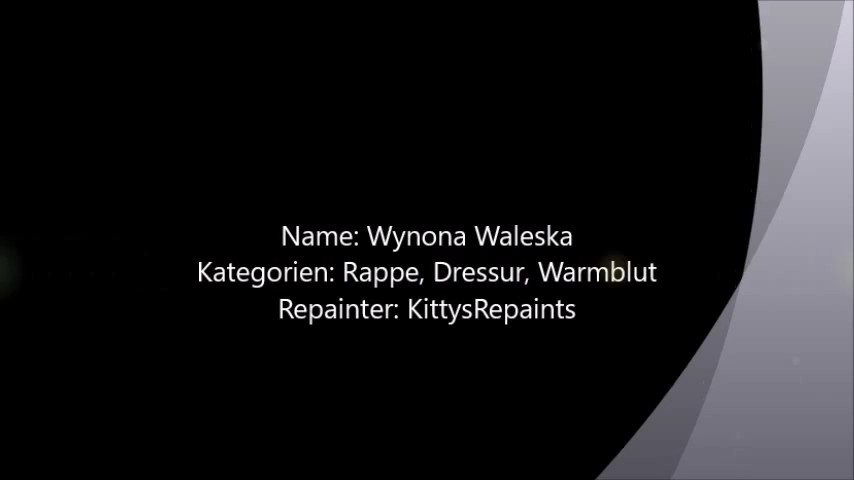 Name: Wynona Waleska
Kategorien: Rappe, Dressur, Warmblut
Repainter: KittysRepaints